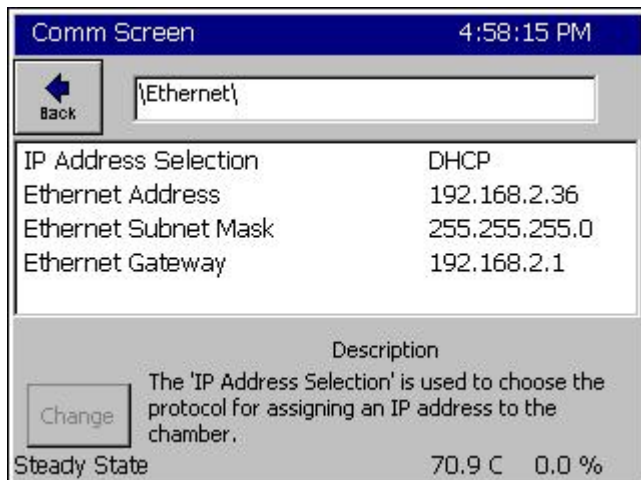 Comm Screen 4:58:15 PM
Back
\Ethernet\
IP Address Selection DHCP
Ethernet Address 192.168.2.36
Ethernet Subnet Mask 255.255.255.0
Ethernet Gateway 192.168.2.1
Description
The 'IP Address Selection' is used to choose the
protocol for assigning an IP address to the
chamber.
Change
Steady State 70.9 C 0.0 %